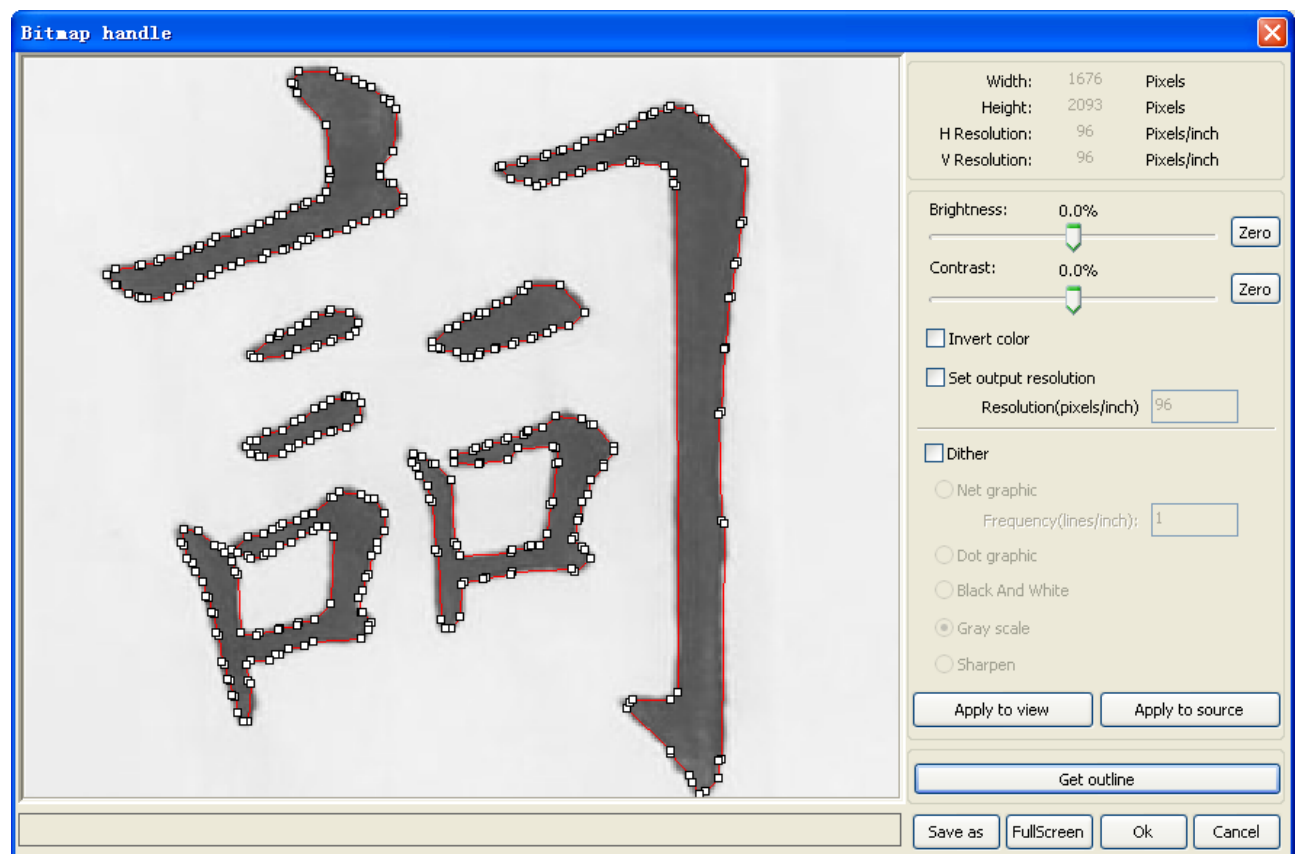 Bitmap handle
詞
Width: 1676 Pixels
Height: 2093 Pixels
H Resolution: 96 Pixels/inch
V Resolution: 96 Pixels/inch
Brightness: 0.0%
Zero
Contrast: 0.0%
Zero
Invert color
Set output resolution
Resolution(pixels/inch) 96
Dither
Net graphic
Frequency(lines/inch): 1
Dot graphic
Black And White
Gray scale
Sharpen
Apply to view Apply to source
Get outline
Save as FullScreen Ok Cancel